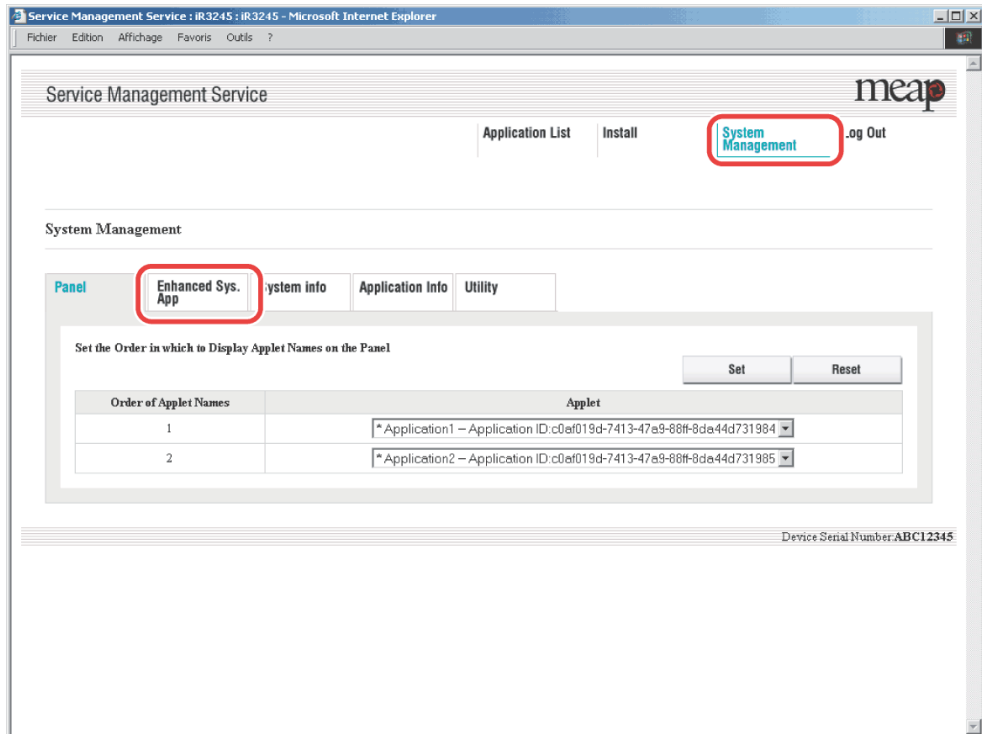 Service Management Service : iR3245 : iR3245 - Microsoft Internet Explorer
Fichier Edition Affichage Favoris Outils ?
Service Management Service
meap
Application List Install System Management Log Out
System Management
Panel Enhanced Sys. App System info Application Info Utility
Set the Order in which to Display Applet Names on the Panel
Set Reset
Order of Applet Names Applet
1 * Application1 – Application ID:c0af019d-7413-47a9-88ff-8da44d731984
2 * Application2 – Application ID:c0af019d-7413-47a9-88ff-8da44d731985
Device Serial Number:ABC12345